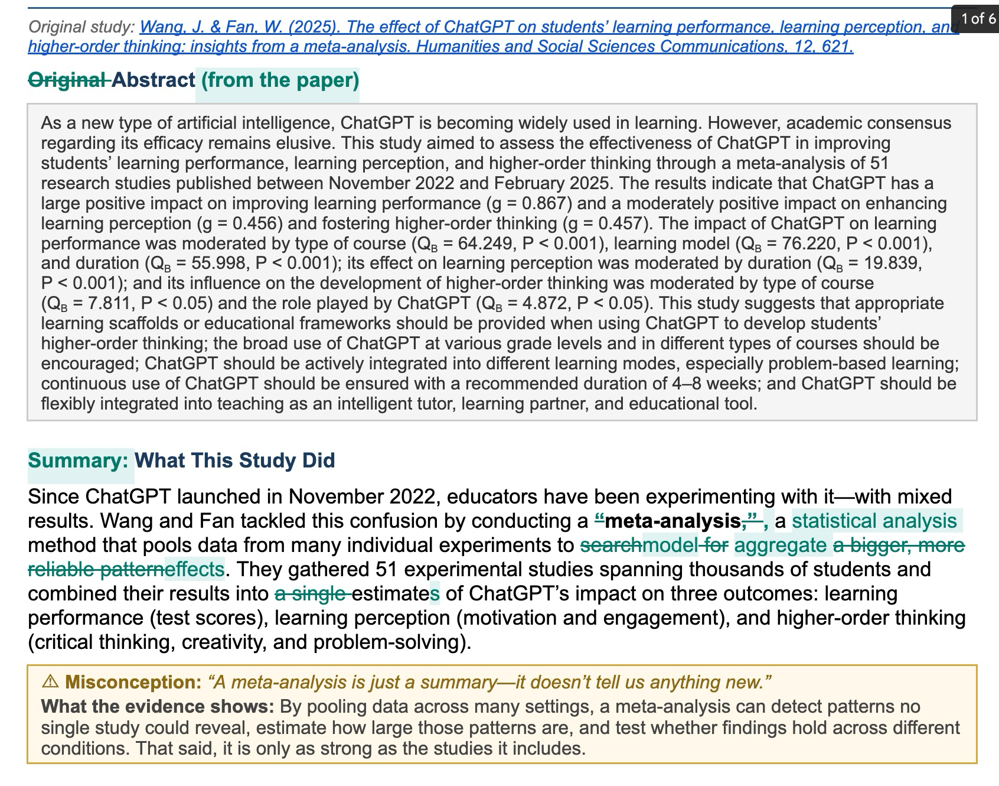 Original study: Wang, J. & Fan, W. (2025). The effect of ChatGPT on students’ learning performance, learning perception, and
1 of 6
higher-order thinking: insights from a meta-analysis. Humanities and Social Sciences Communications, 12, 621.
Original Abstract (from the paper)
As a new type of artificial intelligence, ChatGPT is becoming widely used in learning. However, academic consensus
regarding its efficacy remains elusive. This study aimed to assess the effectiveness of ChatGPT in improving
students’ learning performance, learning perception, and higher-order thinking through a meta-analysis of 51
research studies published between November 2022 and February 2025. The results indicate that ChatGPT has a
large positive impact on improving learning performance (g = 0.867) and a moderately positive impact on enhancing
learning perception (g = 0.456) and fostering higher-order thinking (g = 0.457). The impact of ChatGPT on learning
performance was moderated by type of course (QB = 64.249, P < 0.001), learning model (QB = 76.220, P < 0.001),
and duration (QB = 55.998, P < 0.001); its effect on learning perception was moderated by duration (QB = 19.839,
P < 0.001); and its influence on the development of higher-order thinking was moderated by type of course
(QB = 7.811, P < 0.05) and the role played by ChatGPT (QB = 4.872, P < 0.05). This study suggests that appropriate
learning scaffolds or educational frameworks should be provided when using ChatGPT to develop students’
higher-order thinking; the broad use of ChatGPT at various grade levels and in different types of courses should be
encouraged; ChatGPT should be actively integrated into different learning modes, especially problem-based learning;
continuous use of ChatGPT should be ensured with a recommended duration of 4–8 weeks; and ChatGPT should be
flexibly integrated into teaching as an intelligent tutor, learning partner, and educational tool.
Summary: What This Study Did
Since ChatGPT launched in November 2022, educators have been experimenting with it—with mixed
results. Wang and Fan tackled this confusion by conducting a “meta-analysis,” , a statistical analysis
method that pools data from many individual experiments to searchmodel for aggregate a bigger, more
reliable patterneffects. They gathered 51 experimental studies spanning thousands of students and
combined their results into a single estimates of ChatGPT’s impact on three outcomes: learning
performance (test scores), learning perception (motivation and engagement), and higher-order thinking
(critical thinking, creativity, and problem-solving).
⚠ Misconception: “A meta-analysis is just a summary—it doesn’t tell us anything new.”
What the evidence shows: By pooling data across many settings, a meta-analysis can detect patterns no
single study could reveal, estimate how large those patterns are, and test whether findings hold across different
conditions. That said, it is only as strong as the studies it includes.